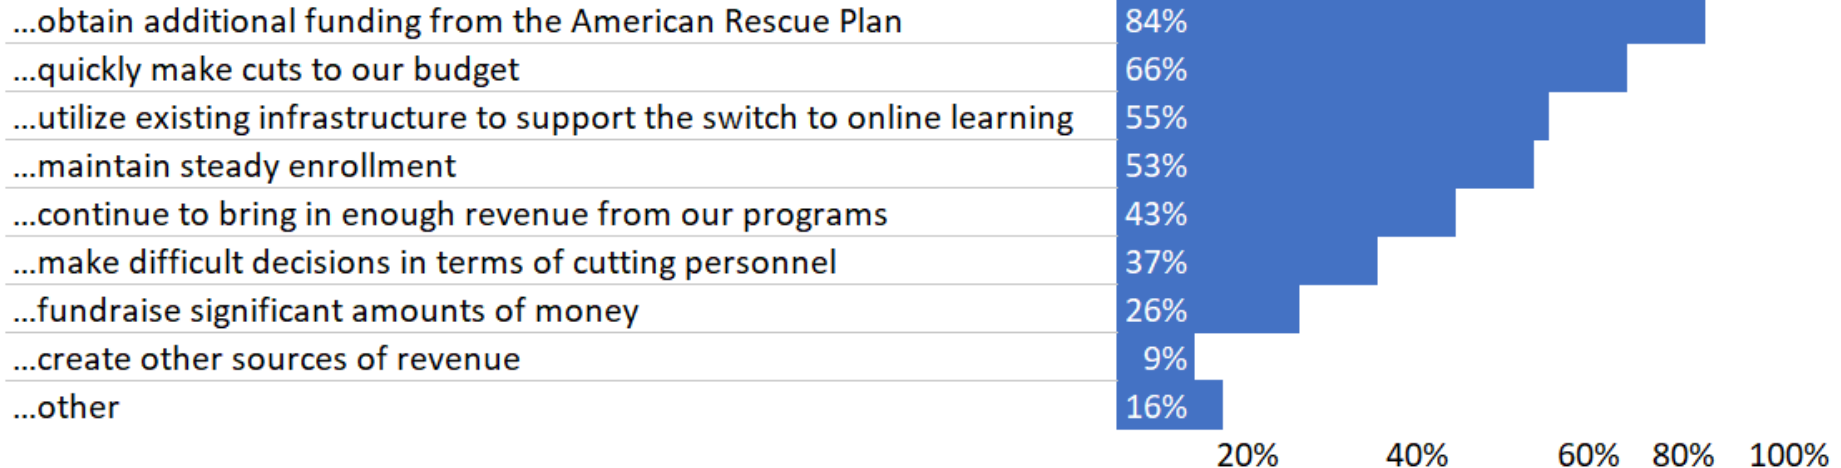 ...obtain additional funding from the American Rescue Plan 84%
...quickly make cuts to our budget 66%
...utilize existing infrastructure to support the switch to online learning 55%
...maintain steady enrollment 53%
...continue to bring in enough revenue from our programs 43%
...make difficult decisions in terms of cutting personnel 37%
...fundraise significant amounts of money 26%
...create other sources of revenue 9%
...other 16%
20% 40% 60% 80% 100%